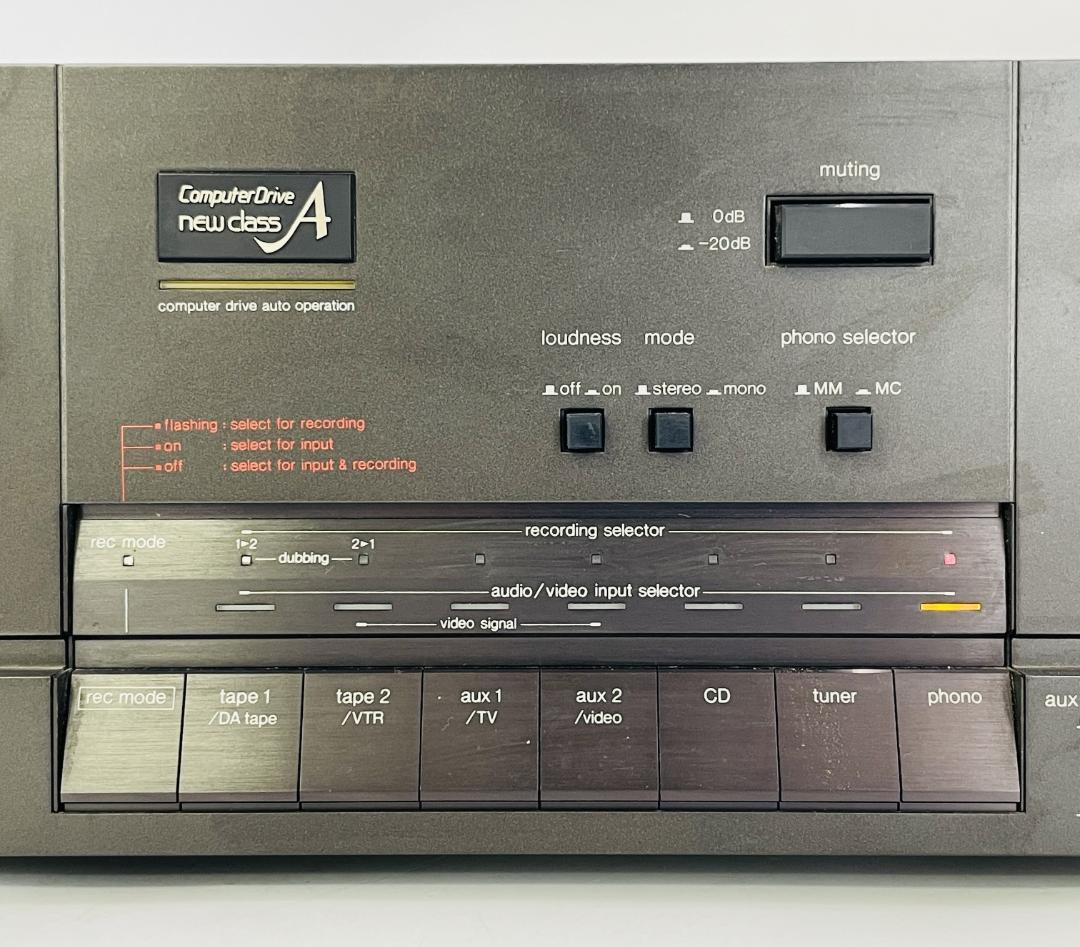 Computer Drive
new class A
computer drive auto operation
muting
0dB
-20dB
loudness mode phono selector
off on stereo mono MM MC
flashing : select for recording
on : select for input
off : select for input & recording
rec mode
recording selector
1▸2 dubbing 2▸1
audio/video input selector
video signal
rec mode
tape 1
/DA tape
tape 2
/VTR
aux 1
/TV
aux 2
/video
CD
tuner
phono
aux